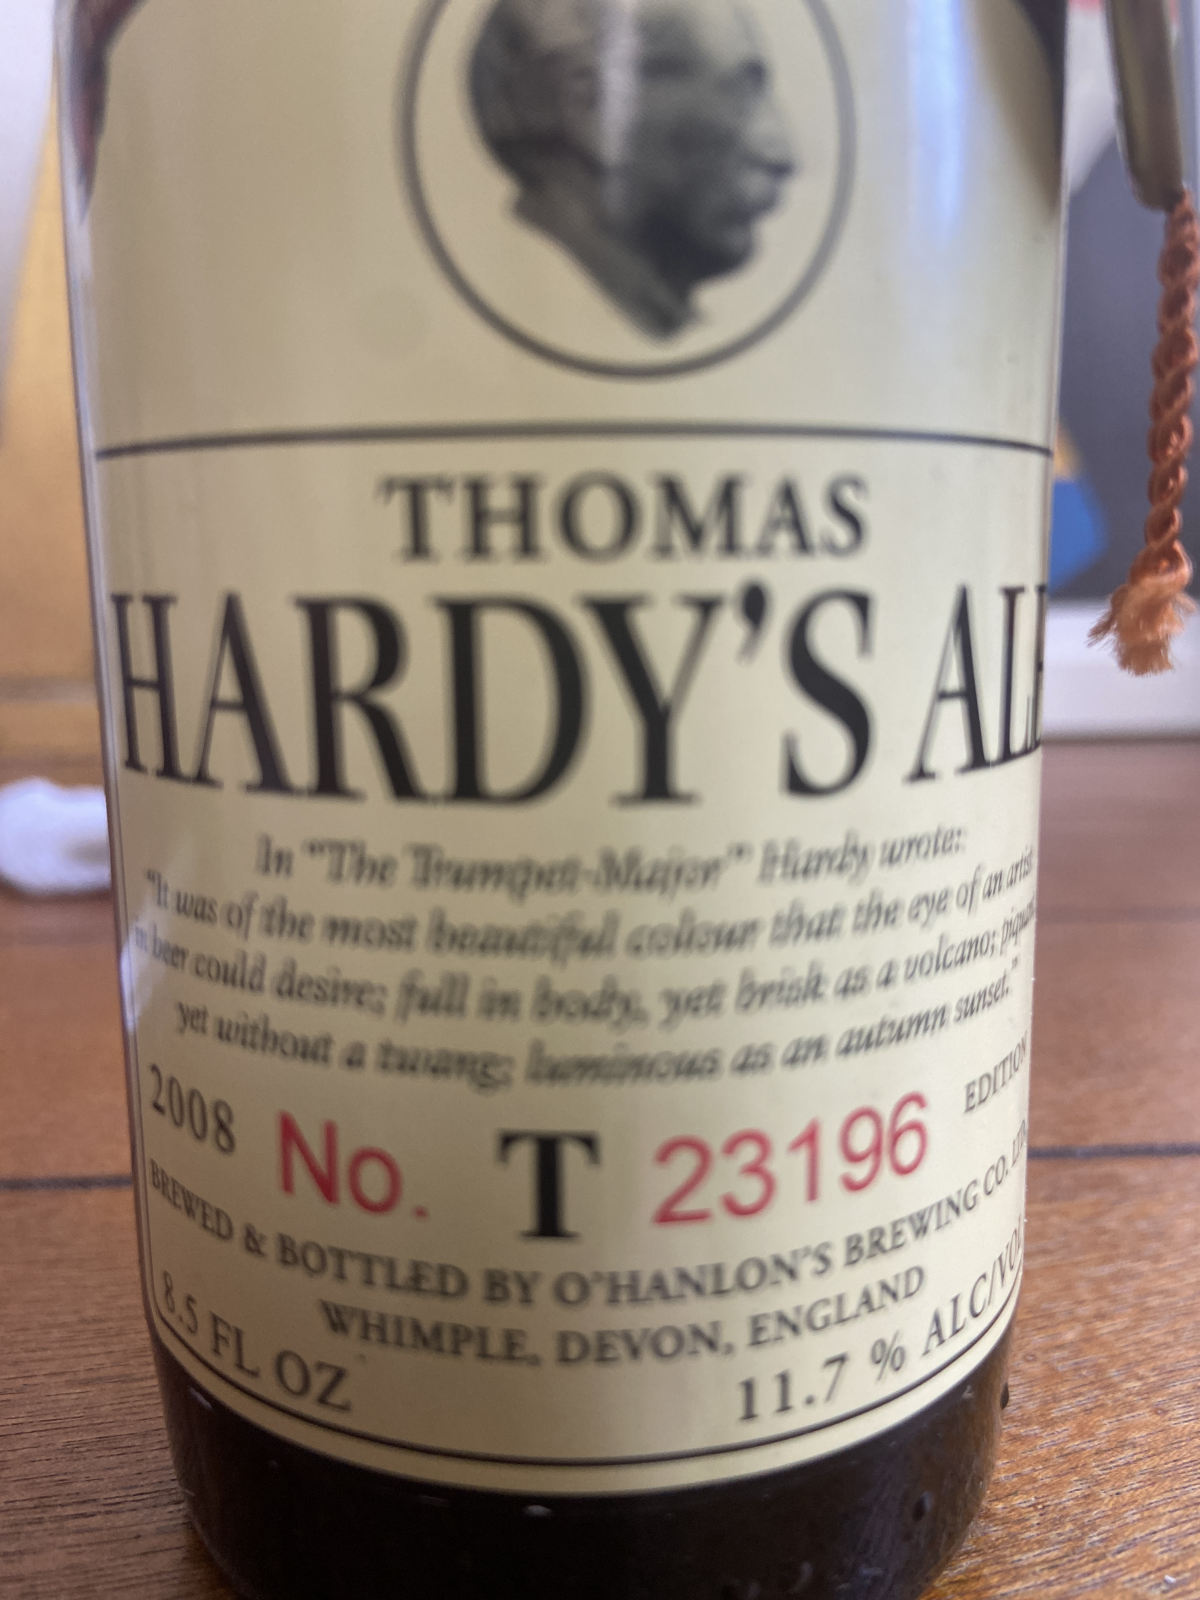 THOMAS
HARDY'S ALE
In "The Trumpet-Major" Hardy wrote:
"It was of the most beautiful colour that the eye of an artist
in beer could desire; full in body, yet brisk as a volcano; piquant
yet without a twang; luminous as an autumn sunset."
2008 No. T 23196 EDITION
BREWED & BOTTLED BY O'HANLON'S BREWING CO. LTD.
WHIMPLE, DEVON, ENGLAND
8.5 FL OZ 11.7 % ALC/VOL